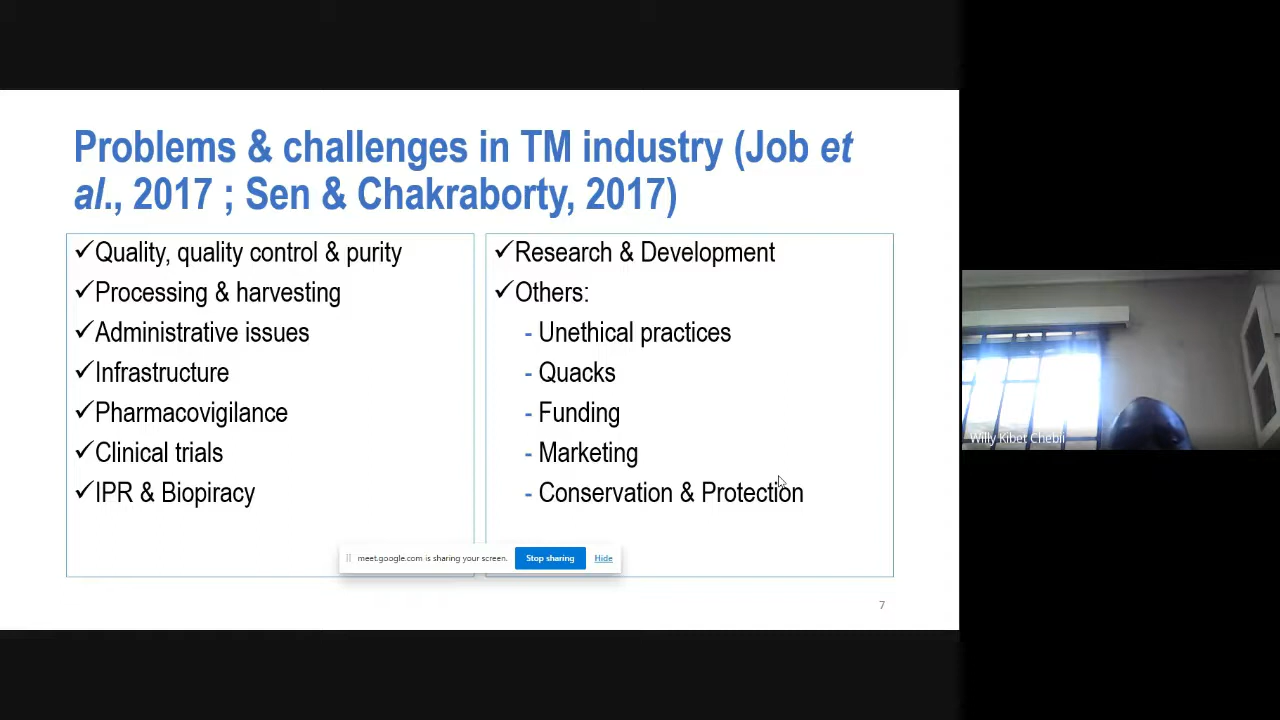 Problems & challenges in TM industry (Job et
al., 2017 ; Sen & Chakraborty, 2017)
✓Quality, quality control & purity
✓Processing & harvesting
✓Administrative issues
✓Infrastructure
✓Pharmacovigilance
✓Clinical trials
✓IPR & Biopiracy
✓Research & Development
✓Others:
- Unethical practices
- Quacks
- Funding
- Marketing
- Conservation & Protection
meet.google.com is sharing your screen. Stop sharing Hide
7
Willy Kibet Chebii